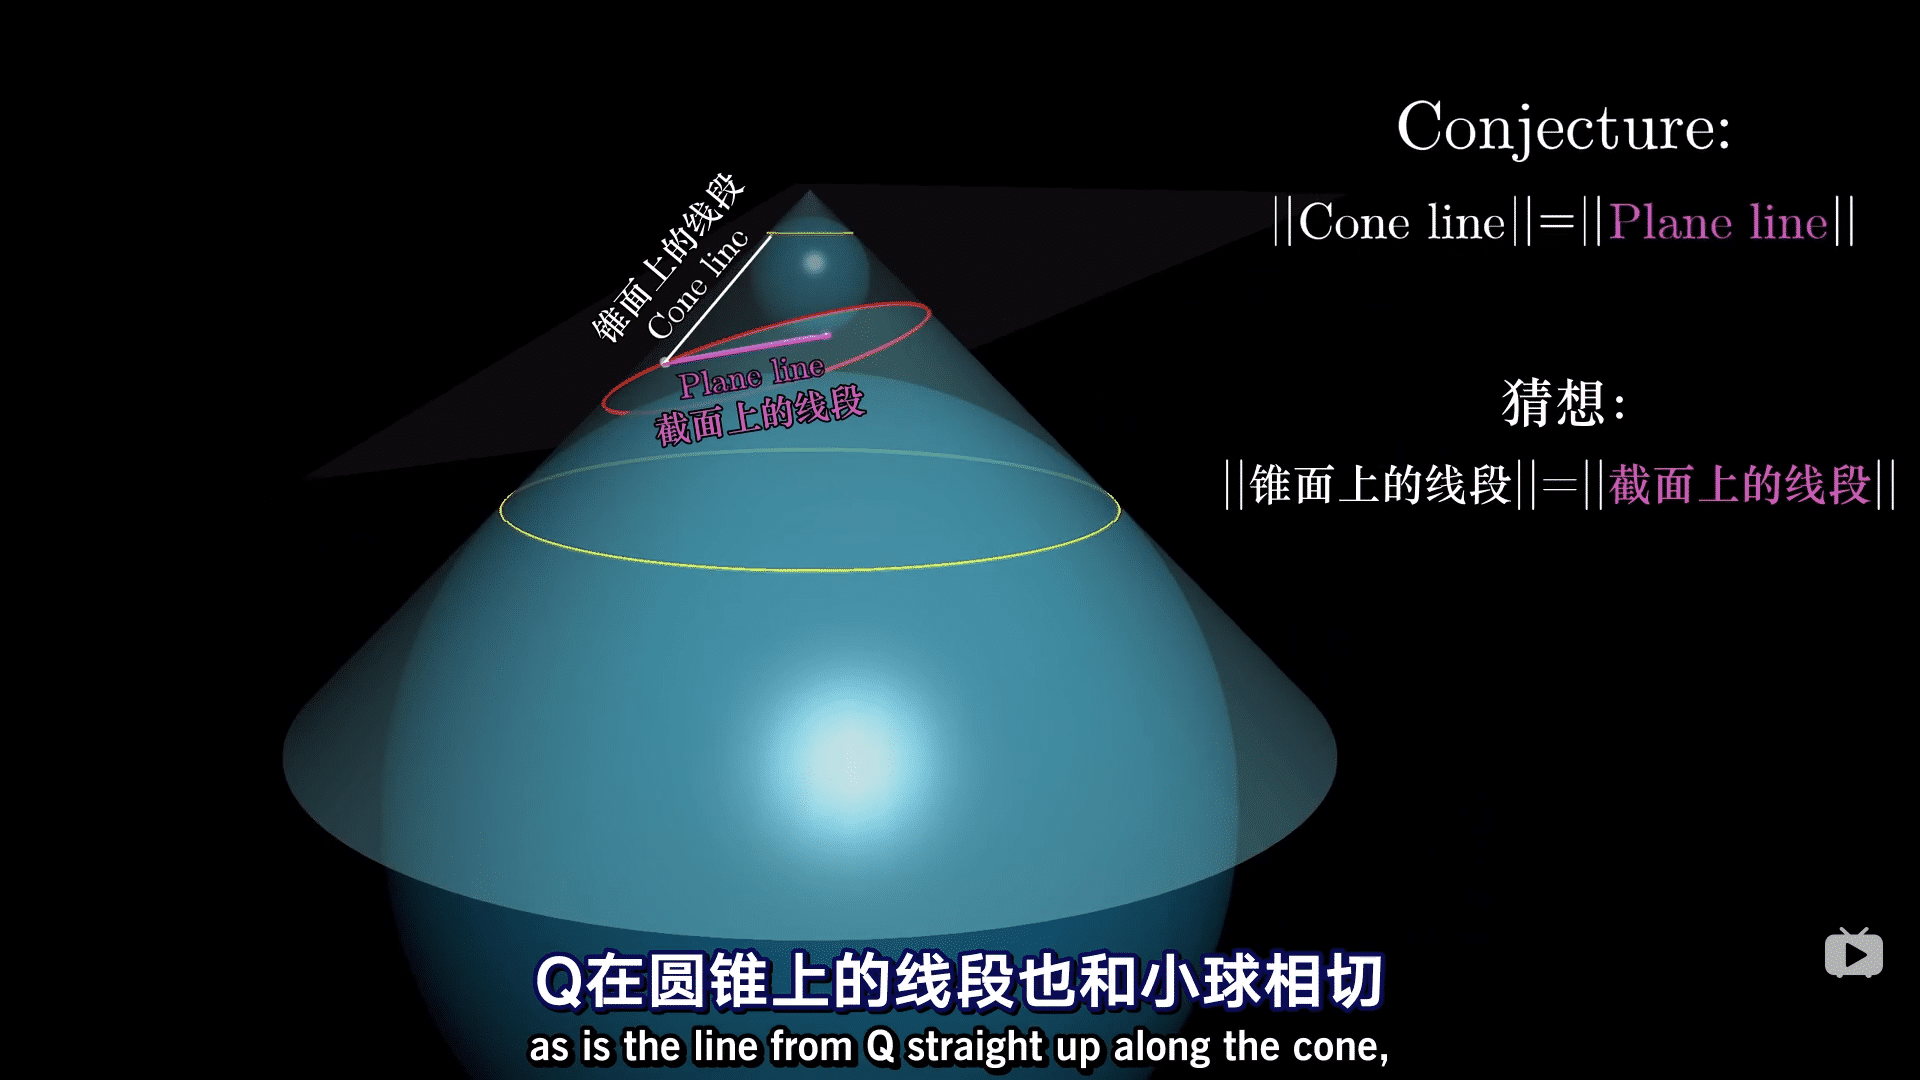 Conjecture:
||Cone line||=||Plane line||
锥面上的线段
Cone line
Plane line
截面上的线段
猜想：
||锥面上的线段||=||截面上的线段||
Q在圆锥上的线段也和小球相切
as is the line from Q straight up along the cone,